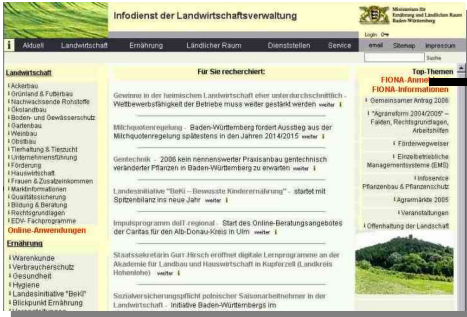 Infodienst der Landwirtschaftsverwaltung
Ministerium für
Ernährung und Ländlichen Raum
Baden-Württemberg
Login
i Aktuell Landwirtschaft Ernährung Ländlicher Raum Dienststellen Service email Sitemap Impressum
Suche
Landwirtschaft
Ackerbau
Grünland & Futterbau
Nachwachsende Rohstoffe
Ökolandbau
Boden- und Gewässerschutz
Gartenbau
Weinbau
Obstbau
Tierhaltung & Tierzucht
Unternehmensführung
Förderung
Hauswirtschaft
Frauen & Zusatzeinkommen
Marktinformationen
Qualitätssicherung
Bildung & Beratung
Rechtsgrundlagen
EDV- Fachprogramme
Online-Anwendungen
Ernährung
Warenkunde
Verbraucherschutz
Gesundheit
Hygiene
Landesinitiative "BeKi"
Blickpunkt Ernährung
Für Sie recherchiert:
Gewinne in der heimischen Landwirtschaft eher unterdurchschnittlich -
Wettbewerbsfähigkeit der Betriebe muss weiter gestärkt werden weiter i
Milchquotenregelung - Baden-Württemberg fordert Ausstieg aus der
Milchquotenregelung spätestens in den Jahren 2014/2015 weiter i
Gentechnik - 2006 kein nennenswerter Praxisanbau gentechnisch
veränderter Pflanzen in Baden-Württemberg zu erwarten weiter i
Landesinitiative "BeKi – Bewusste Kinderernährung" - startet mit
Spitzenbilanz ins neue Jahr weiter i
Impulsprogramm delT-regional - Start des Online-Beratungsangebotes
der Caritas für den Alb-Donau-Kreis in Ulm weiter i
Staatssekretärin Gurr-Hirsch eröffnet digitale Lernprogramme an der
Akademie für Landbau und Hauswirtschaft in Kupferzell (Landkreis
Hohenlohe) weiter i
Sozialversicherungspflicht polnischer Saisonarbeitnehmer in der
Landwirtschaft - Initiative Baden-Württembergs im
Top-Themen
FIONA-Anme
FIONA-Informationen
Gemeinsamer Antrag 2006
"Agrarreform 2004/2005" –
Fakten, Rechtsgrundlagen,
Arbeitshilfen
Förderwegweiser
Einzelbetriebliche
Managementsysteme (EMS)
Infoservice
Pflanzenbau & Pflanzenschutz
Agrarmärkte 2005
Veranstaltungen
Offenhaltung der Landschaft